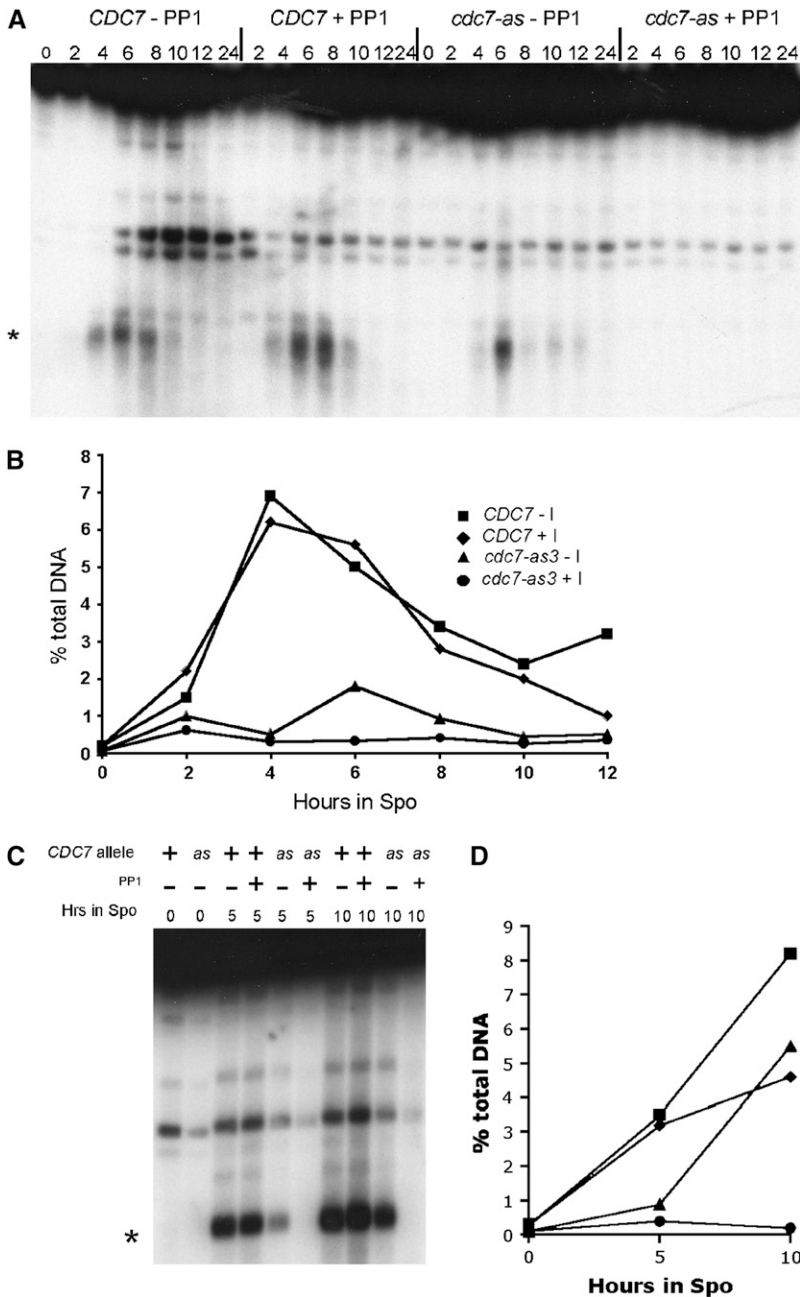 A
CDC7 - PP1 CDC7 + PP1 cdc7-as - PP1 cdc7-as + PP1
0 2 4 6 8 10 12 24 2 4 6 8 10 1224 0 2 4 6 8 10 12 24 2 4 6 8 10 12 24
*
B
8
7
6
5
4
3
2
1
0
% total DNA
CDC7 - I
CDC7 + I
cdc7-as3 - I
cdc7-as3 + I
0 2 4 6 8 10 12
Hours in Spo
C
CDC7 allele + as + + as as + + as as
PP1 - - - + - + - + - +
Hrs in Spo 0 0 5 5 5 5 10 10 10 10
*
D
9
8
7
6
5
4
3
2
1
0
% total DNA
0 5 10
Hours in Spo